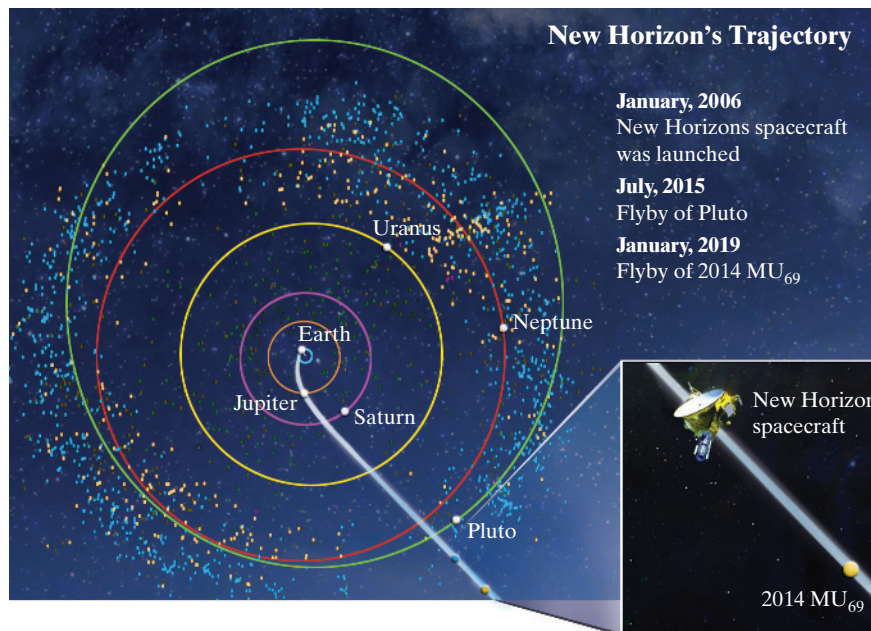 New Horizon's Trajectory
January, 2006
New Horizons spacecraft
was launched
July, 2015
Flyby of Pluto
January, 2019
Flyby of 2014 MU₆₉
Uranus
Neptune
Earth
Jupiter
Saturn
Pluto
New Horizon
spacecraft
2014 MU₆₉